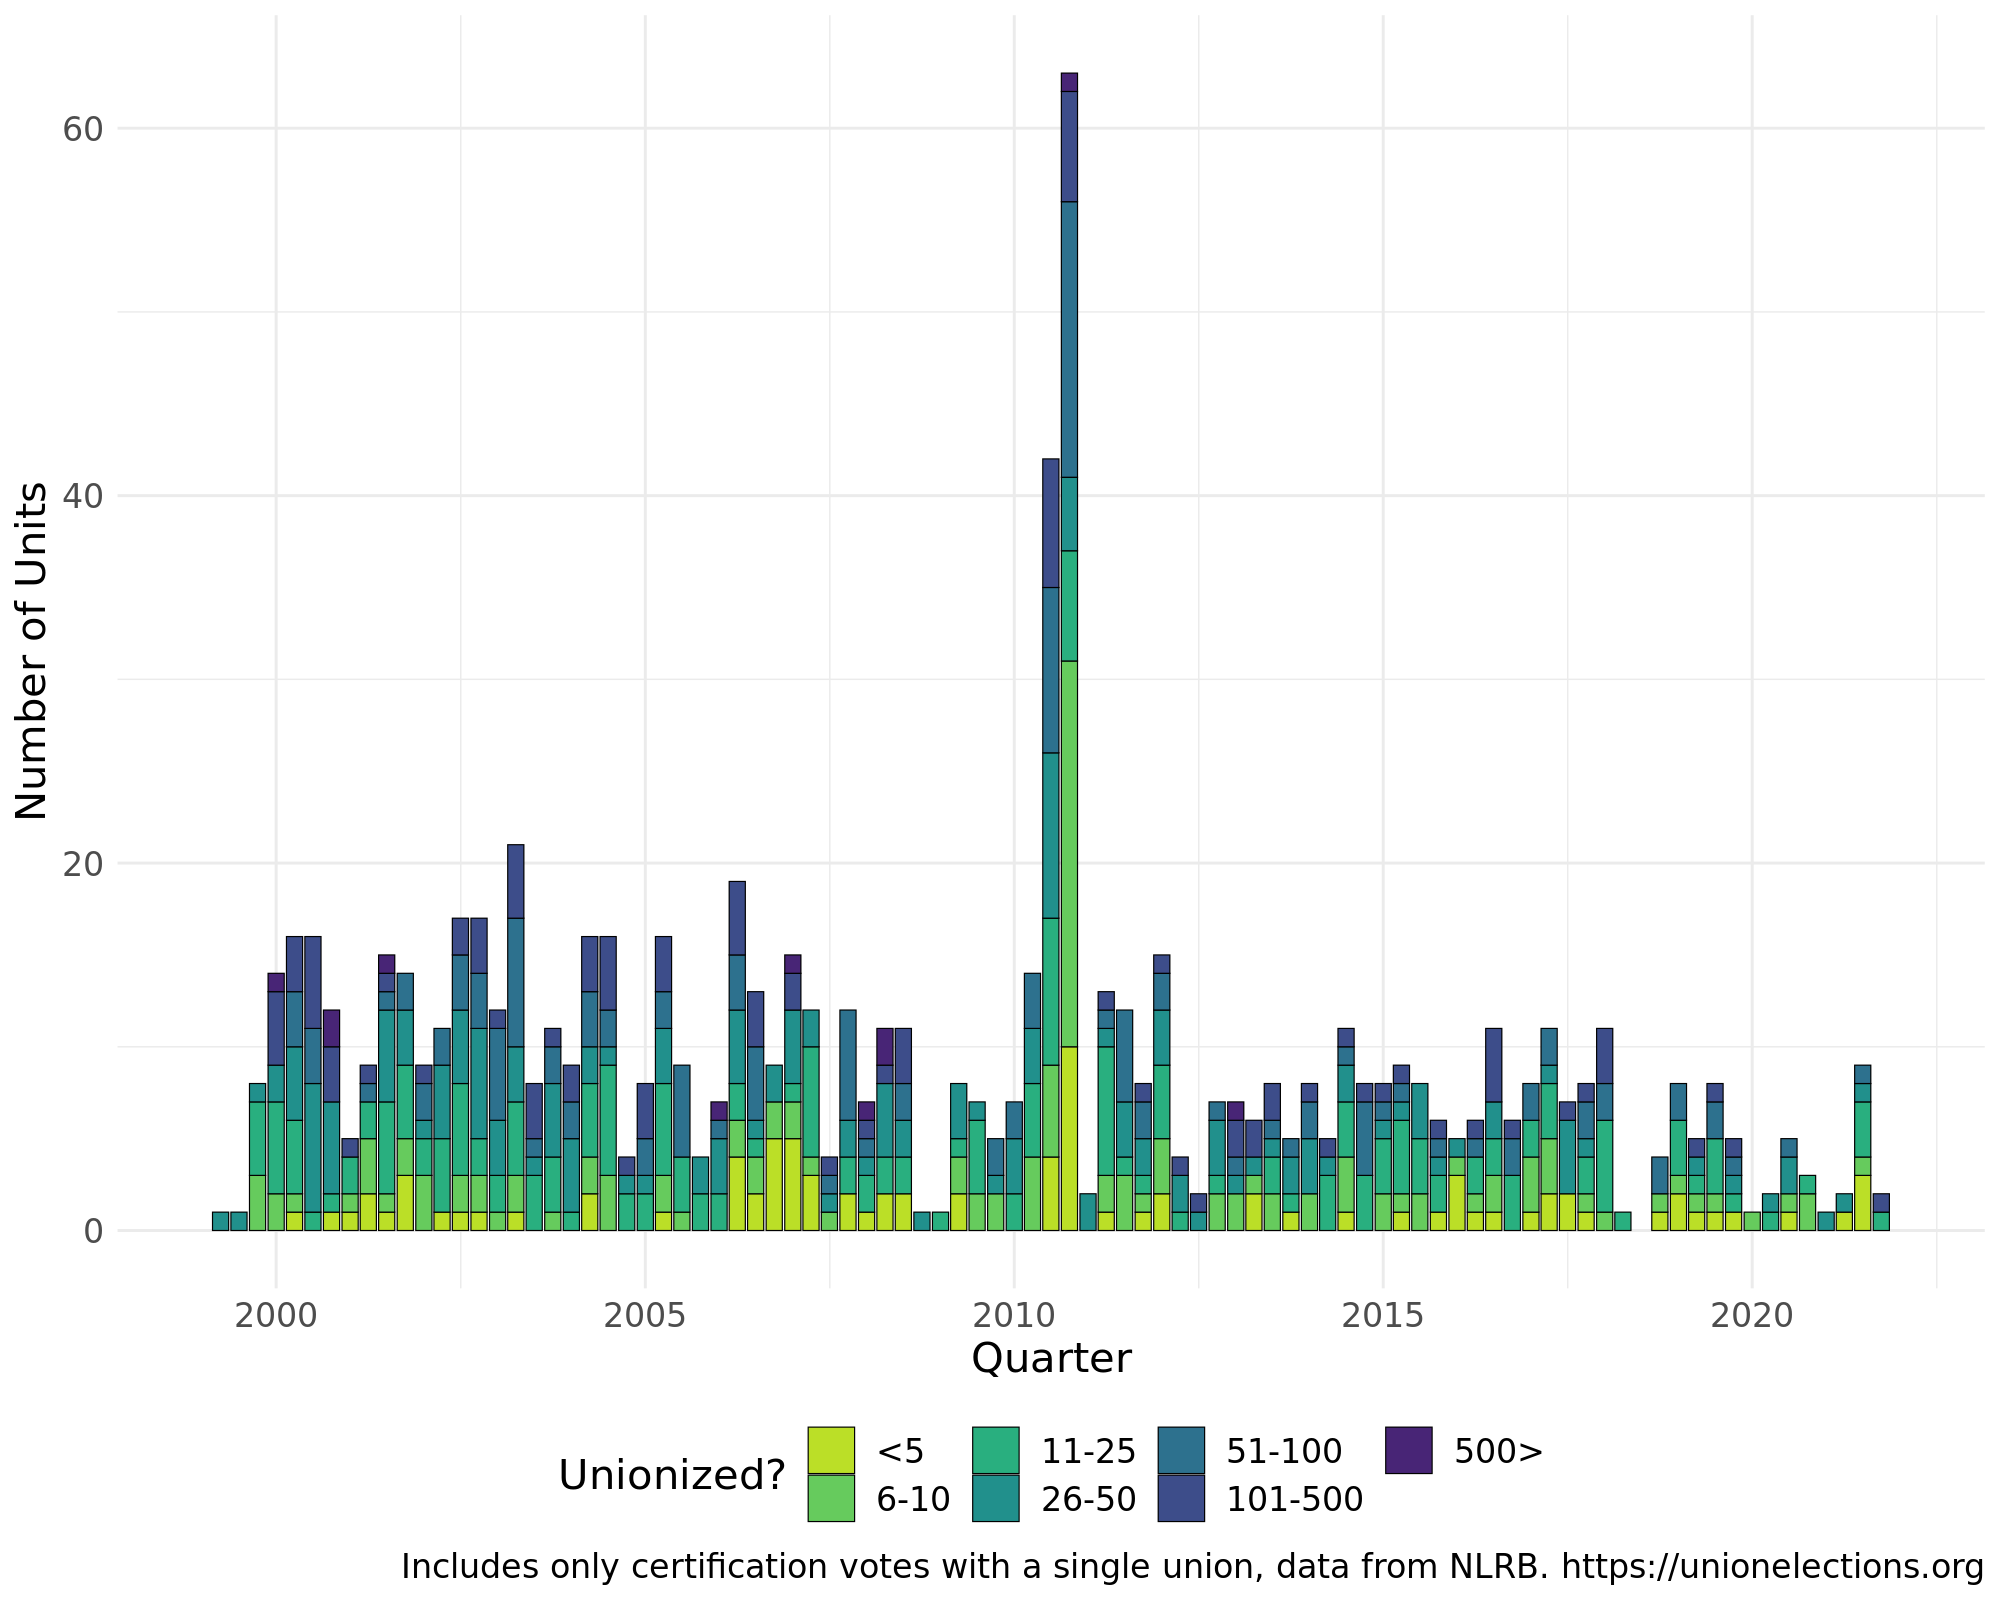 60
40
20
0
Number of Units
2000 2005 2010 2015 2020
Quarter
Unionized?
<5 11-25 51-100 500>
6-10 26-50 101-500
Includes only certification votes with a single union, data from NLRB. https://unionelections.org